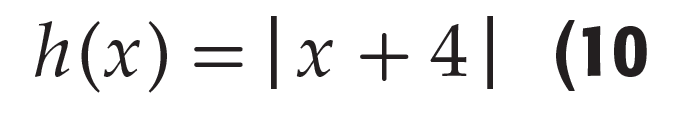 h(x) = |x + 4| (10